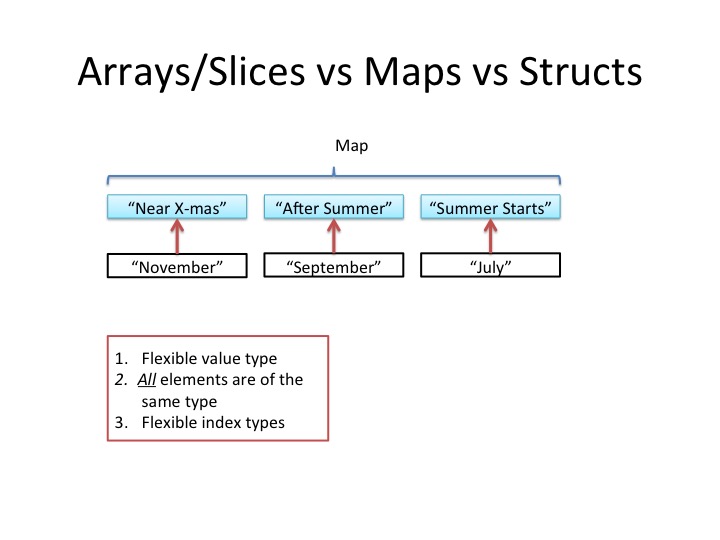 Arrays/Slices vs Maps vs Structs
Map
“Near X-mas” “After Summer” “Summer Starts”
“November” “September” “July”
1. Flexible value type
2. All elements are of the
same type
3. Flexible index types